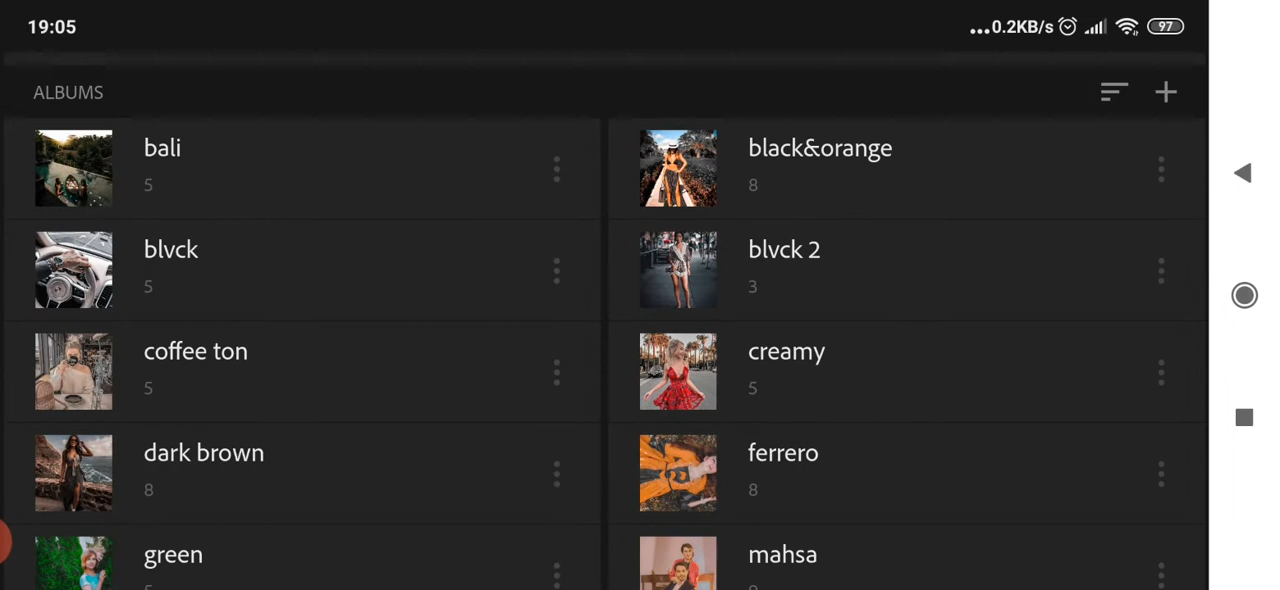 19:05
...0.2KB/s 97
ALBUMS
bali
5
black&orange
8
blvck
5
blvck 2
3
coffee ton
5
creamy
5
dark brown
8
ferrero
8
green
mahsa